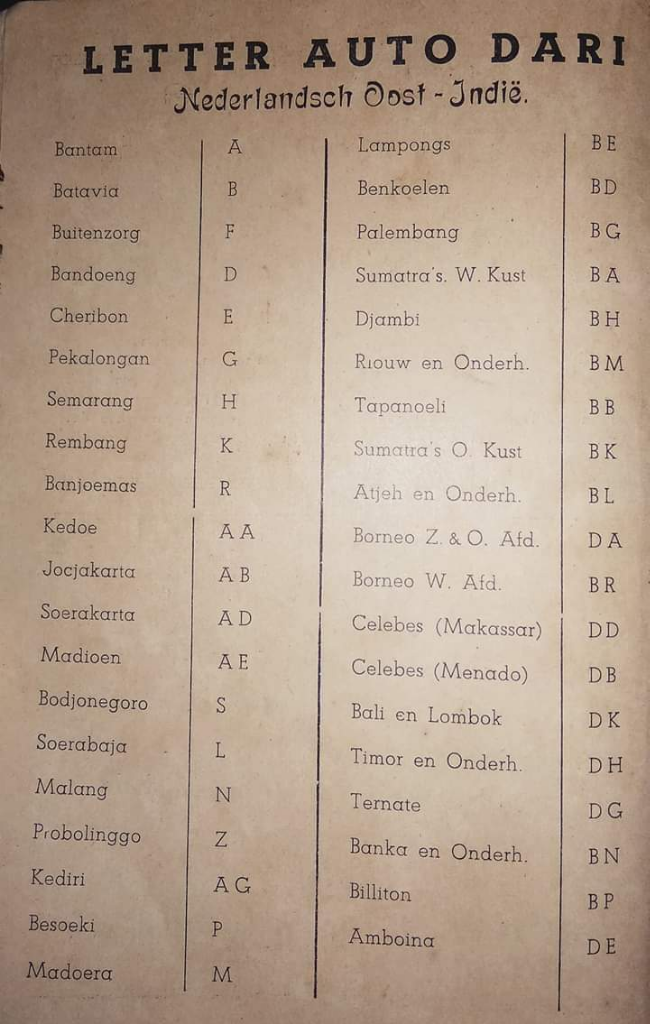 LETTER AUTO DARI
Nederlandsch Oost - Indië.
Bantam A
Batavia B
Buitenzorg F
Bandoeng D
Cheribon E
Pekalongan G
Semarang H
Rembang K
Banjoemas R
Kedoe AA
Jocjakarta AB
Soerakarta AD
Madioen AE
Bodjonegoro S
Soerabaja L
Malang N
Probolinggo Z
Kediri AG
Besoeki P
Madoera M
Lampongs BE
Benkoelen BD
Palembang BG
Sumatra's. W. Kust BA
Djambi BH
Riouw en Onderh. BM
Tapanoeli BB
Sumatra's O. Kust BK
Atjeh en Onderh. BL
Borneo Z. & O. Afd. DA
Borneo W. Afd. BR
Celebes (Makassar) DD
Celebes (Menado) DB
Bali en Lombok DK
Timor en Onderh. DH
Ternate DG
Banka en Onderh. BN
Billiton BP
Amboina DE